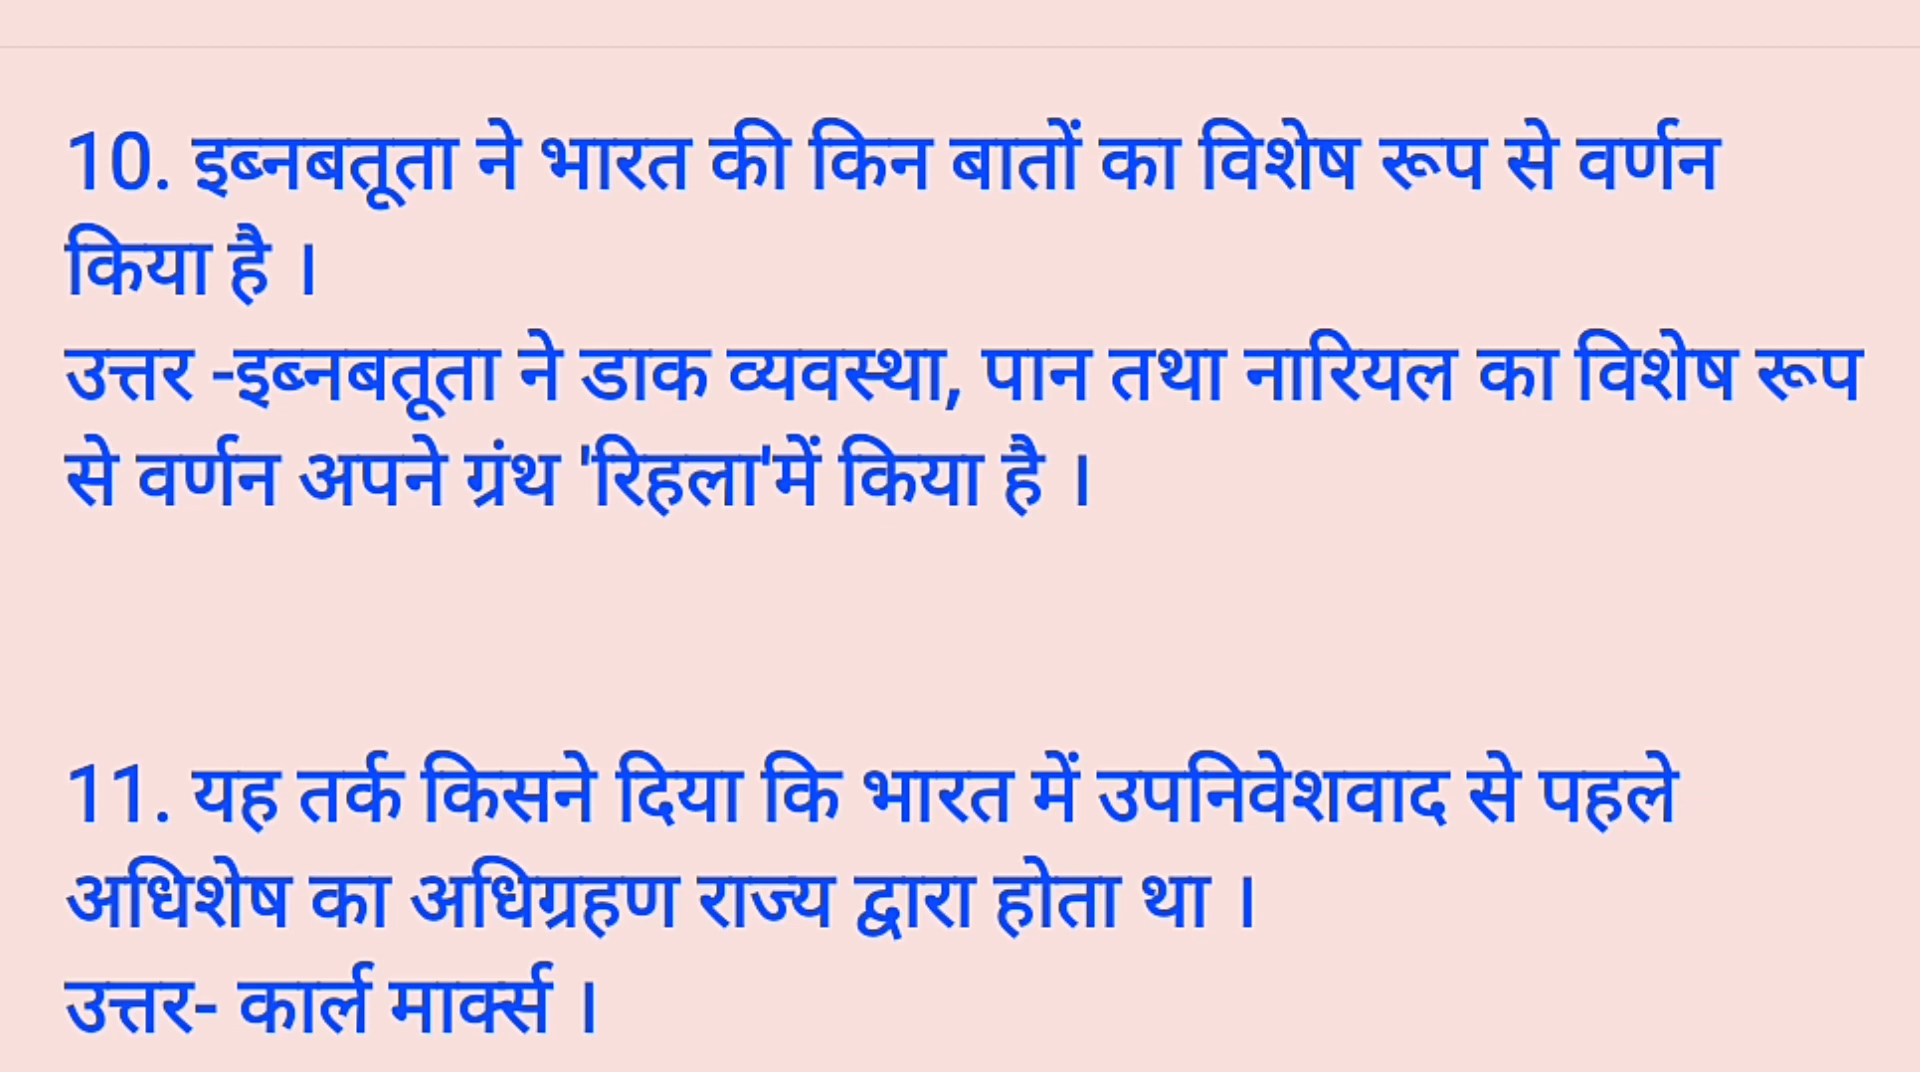 10. इब्नबतूता ने भारत की किन बातों का विशेष रूप से वर्णन
किया है ।
उत्तर -इब्नबतूता ने डाक व्यवस्था, पान तथा नारियल का विशेष रूप
से वर्णन अपने ग्रंथ 'रिहला'में किया है ।
11. यह तर्क किसने दिया कि भारत में उपनिवेशवाद से पहले
अधिशेष का अधिग्रहण राज्य द्वारा होता था ।
उत्तर- कार्ल मार्क्स ।